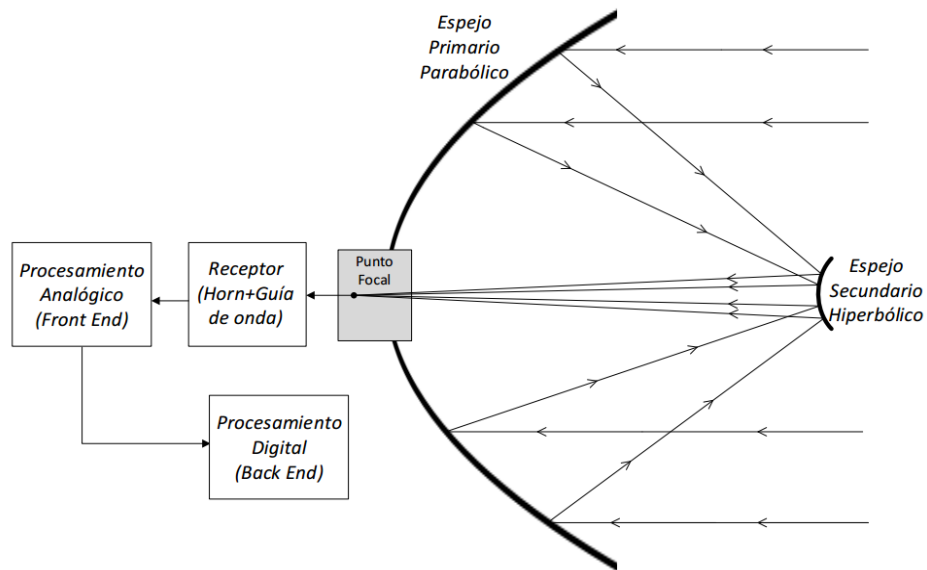 Espejo
Primario
Parabólico
Punto
Focal
Receptor
(Horn+Guía
de onda)
Procesamiento
Analógico
(Front End)
Procesamiento
Digital
(Back End)
Espejo
Secundario
Hiperbólico